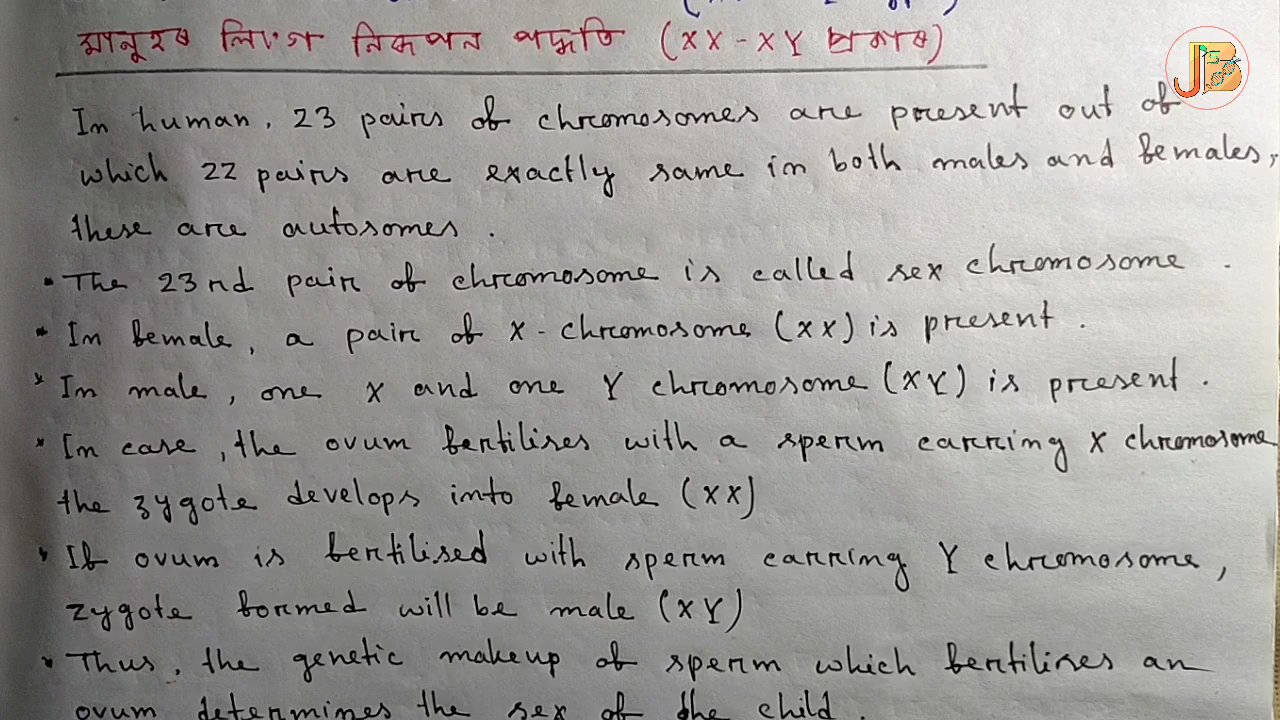 মানুহৰ লিংগ নিৰূপন পদ্ধতি (XX-XY প্ৰকাৰ)
In human, 23 pairs of chromosomes are present out of
which 22 pairs are exactly same in both males and females,
these are autosomes.
• The 23rd pair of chromosome is called sex chromosome.
* In female, a pair of X-chromosome (XX) is present.
* In male, one X and one Y chromosome (XY) is present.
* In case, the ovum fertilises with a sperm carring X chromosome
the zygote develops into female (XX)
* If ovum is fertilised with sperm carring Y chromosome,
zygote formed will be male (XY)
* Thus, the genetic makeup of sperm which fertilises an
ovum determines the sex of the child.